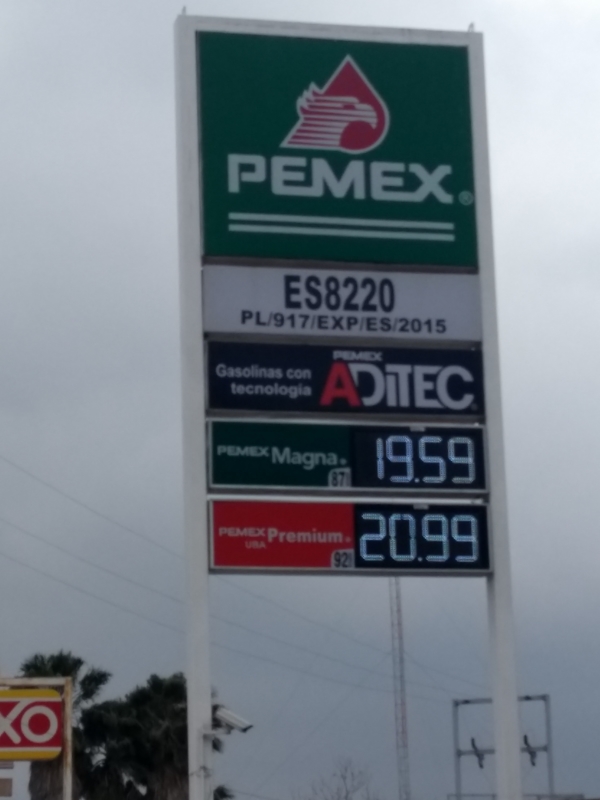 PEMEX®
ES8220
PL/917/EXP/ES/2015
Gasolinas con
tecnología
PEMEX
ADiTEC
PEMEX Magna®
87
19.59
PEMEX Premium®
UBA
92
20.99
XO